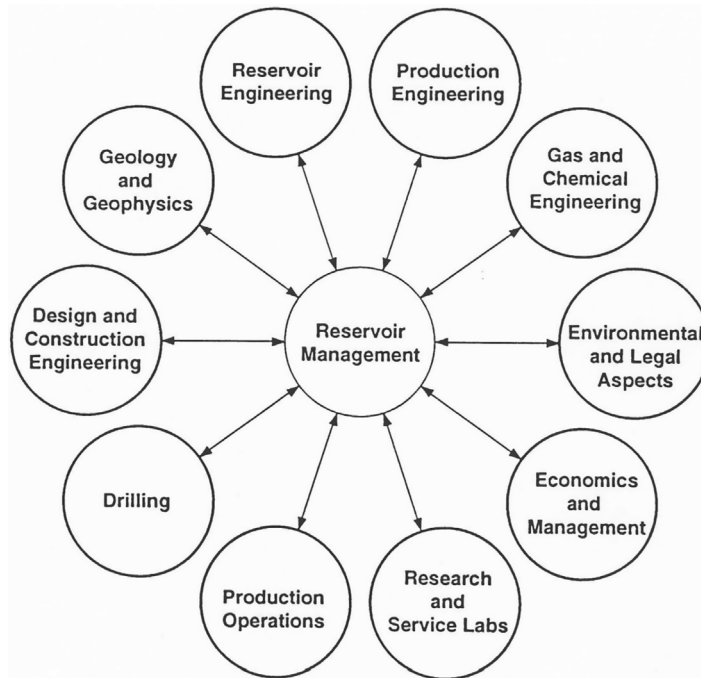 Reservoir
Engineering
Production
Engineering
Gas and
Chemical
Engineering
Environmental
and Legal
Aspects
Economics
and
Management
Research
and
Service Labs
Production
Operations
Drilling
Design and
Construction
Engineering
Geology
and
Geophysics
Reservoir
Management